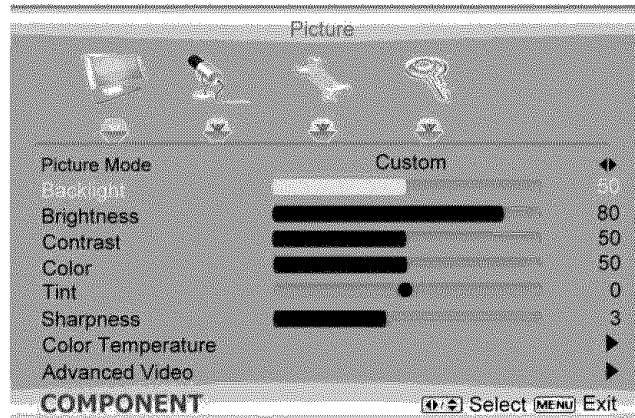 Picture
Picture Mode Custom
Backlight 50
Brightness 80
Contrast 50
Color 50
Tint 0
Sharpness 3
Color Temperature
Advanced Video
COMPONENT Select MENU Exit